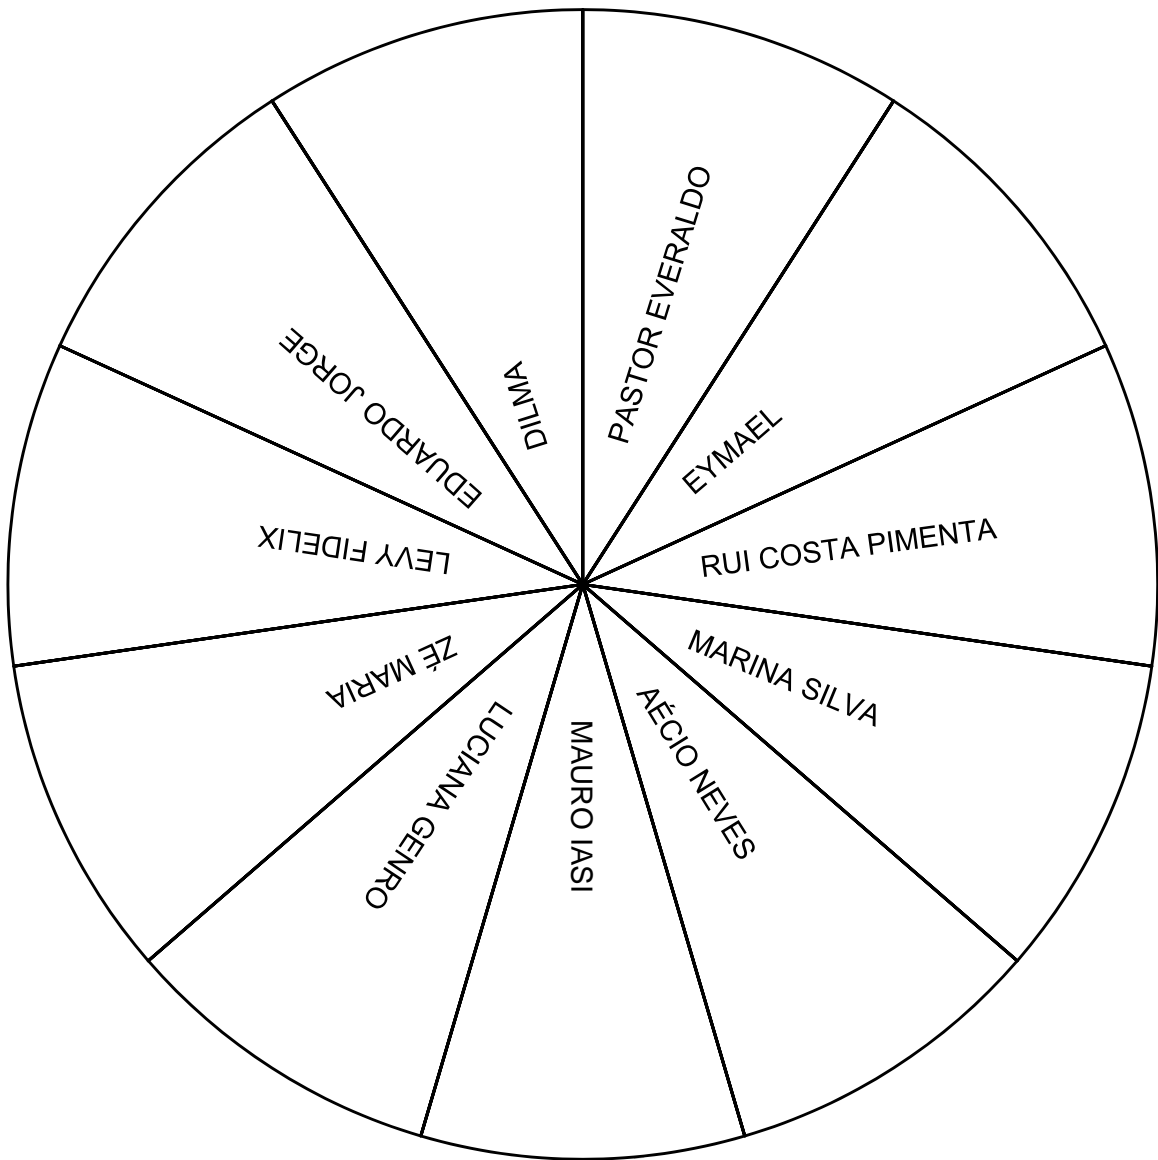 PASTOR EVERALDO
EYMAEL
RUI COSTA PIMENTA
MARINA SILVA
AÉCIO NEVES
MAURO IASI
LUCIANA GENRO
ZÉ MARIA
LEVY FIDELIX
EDUARDO JORGE
DILMA